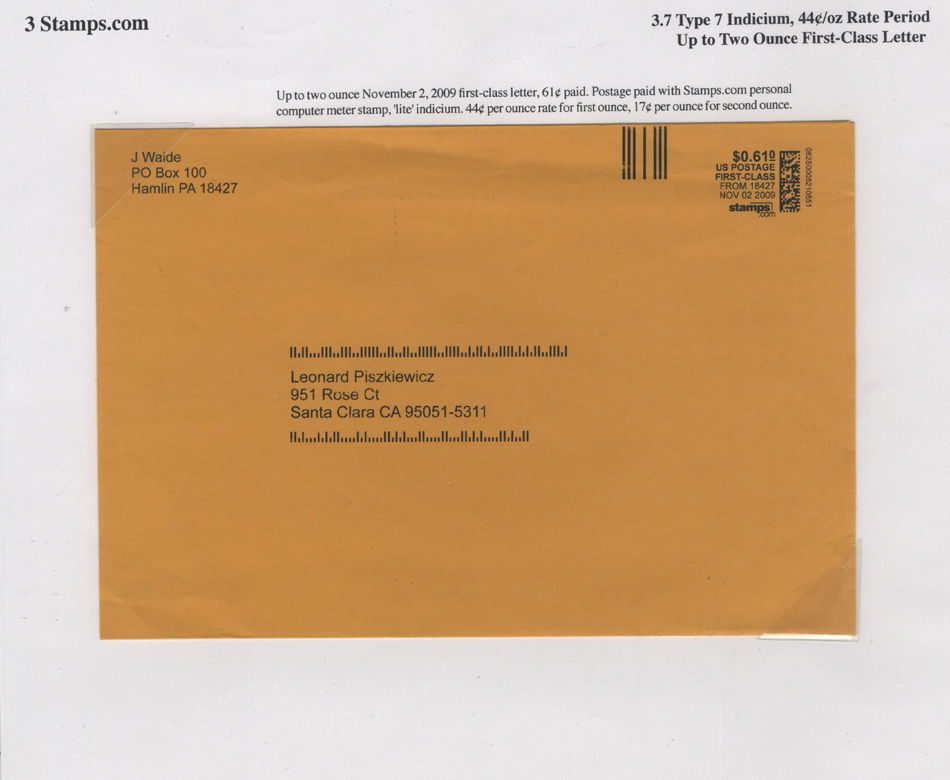 3 Stamps.com
3.7 Type 7 Indicium, 44¢/oz Rate Period
Up to Two Ounce First-Class Letter
Up to two ounce November 2, 2009 first-class letter, 61¢ paid. Postage paid with Stamps.com personal
computer meter stamp, 'lite' indicium. 44¢ per ounce rate for first ounce, 17¢ per ounce for second ounce.
J Waide
PO Box 100
Hamlin PA 18427
$0.61⁰
US POSTAGE
FIRST-CLASS
FROM 18427
NOV 02 2009
stamps
.com
062S0005210551
Leonard Piszkiewicz
951 Rose Ct
Santa Clara CA 95051-5311